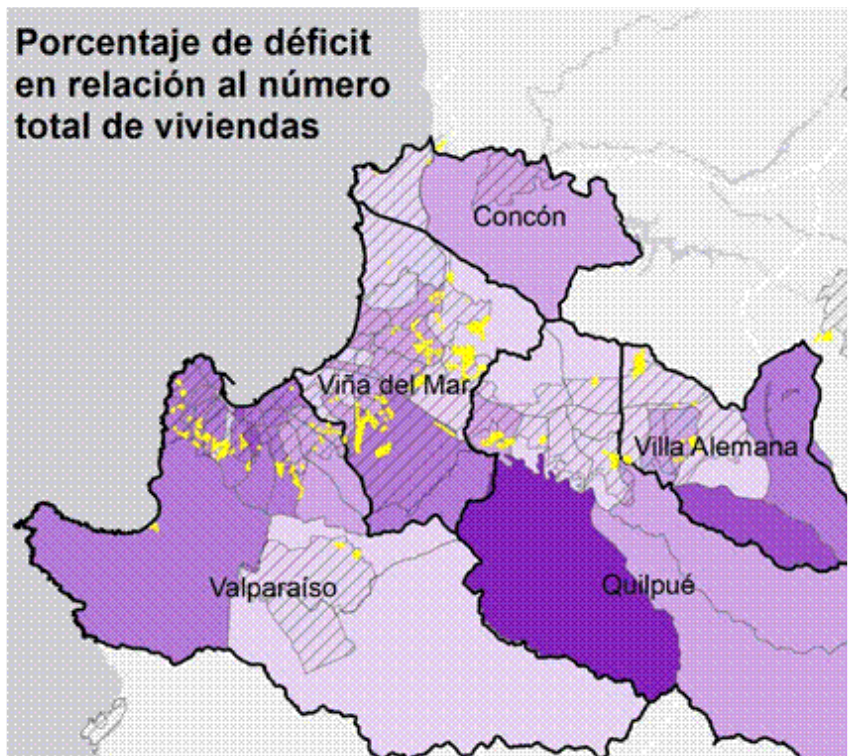 Porcentaje de déficit
en relación al número
total de viviendas
Concón
Viña del Mar
Villa Alemana
Valparaíso
Quilpué